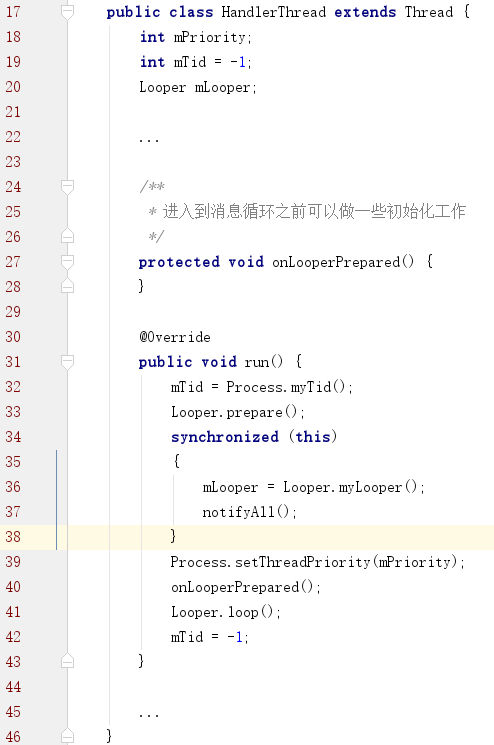 17 public class HandlerThread extends Thread {
18 int mPriority;
19 int mTid = -1;
20 Looper mLooper;
21
22 ...
23
24 /**
25 * 进入到消息循环之前可以做一些初始化工作
26 */
27 protected void onLooperPrepared() {
28 }
29
30 @Override
31 public void run() {
32 mTid = Process.myTid();
33 Looper.prepare();
34 synchronized (this)
35 {
36 mLooper = Looper.myLooper();
37 notifyAll();
38 }
39 Process.setThreadPriority(mPriority);
40 onLooperPrepared();
41 Looper.loop();
42 mTid = -1;
43 }
44
45 ...
46 }